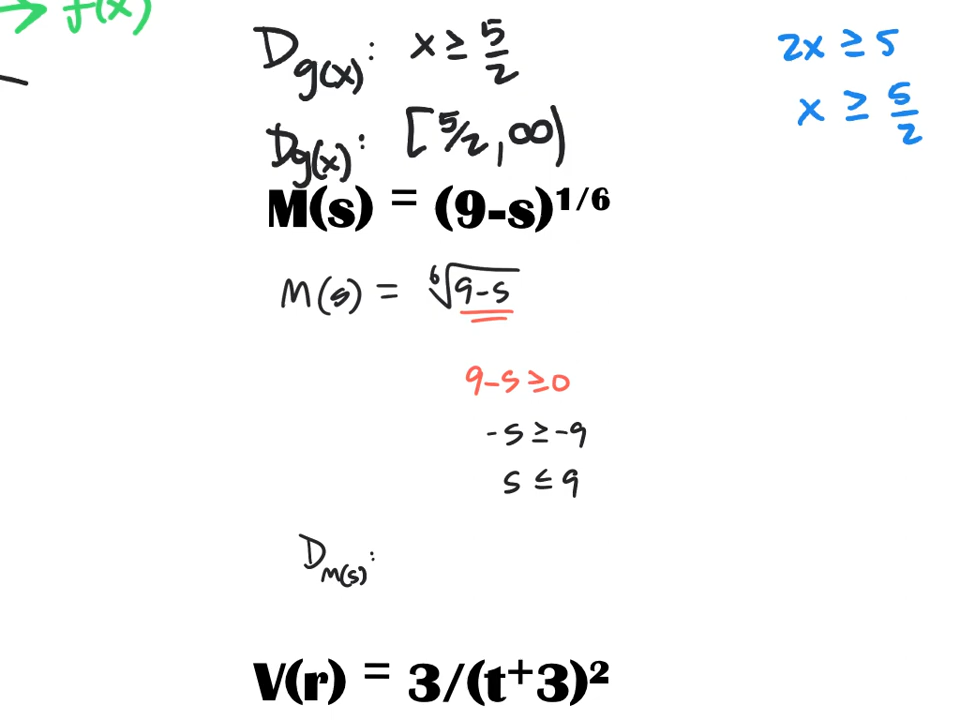 → f(x)
D_g(x): x ≥ 5/2
2x ≥ 5
x ≥ 5/2
D_g(x): [5/2, ∞)
M(s) = (9-s)^1/6
M(s) = ⁶√9-s
9-s ≥ 0
-s ≥ -9
s ≤ 9
D_M(s):
V(r) = 3/(t+3)²